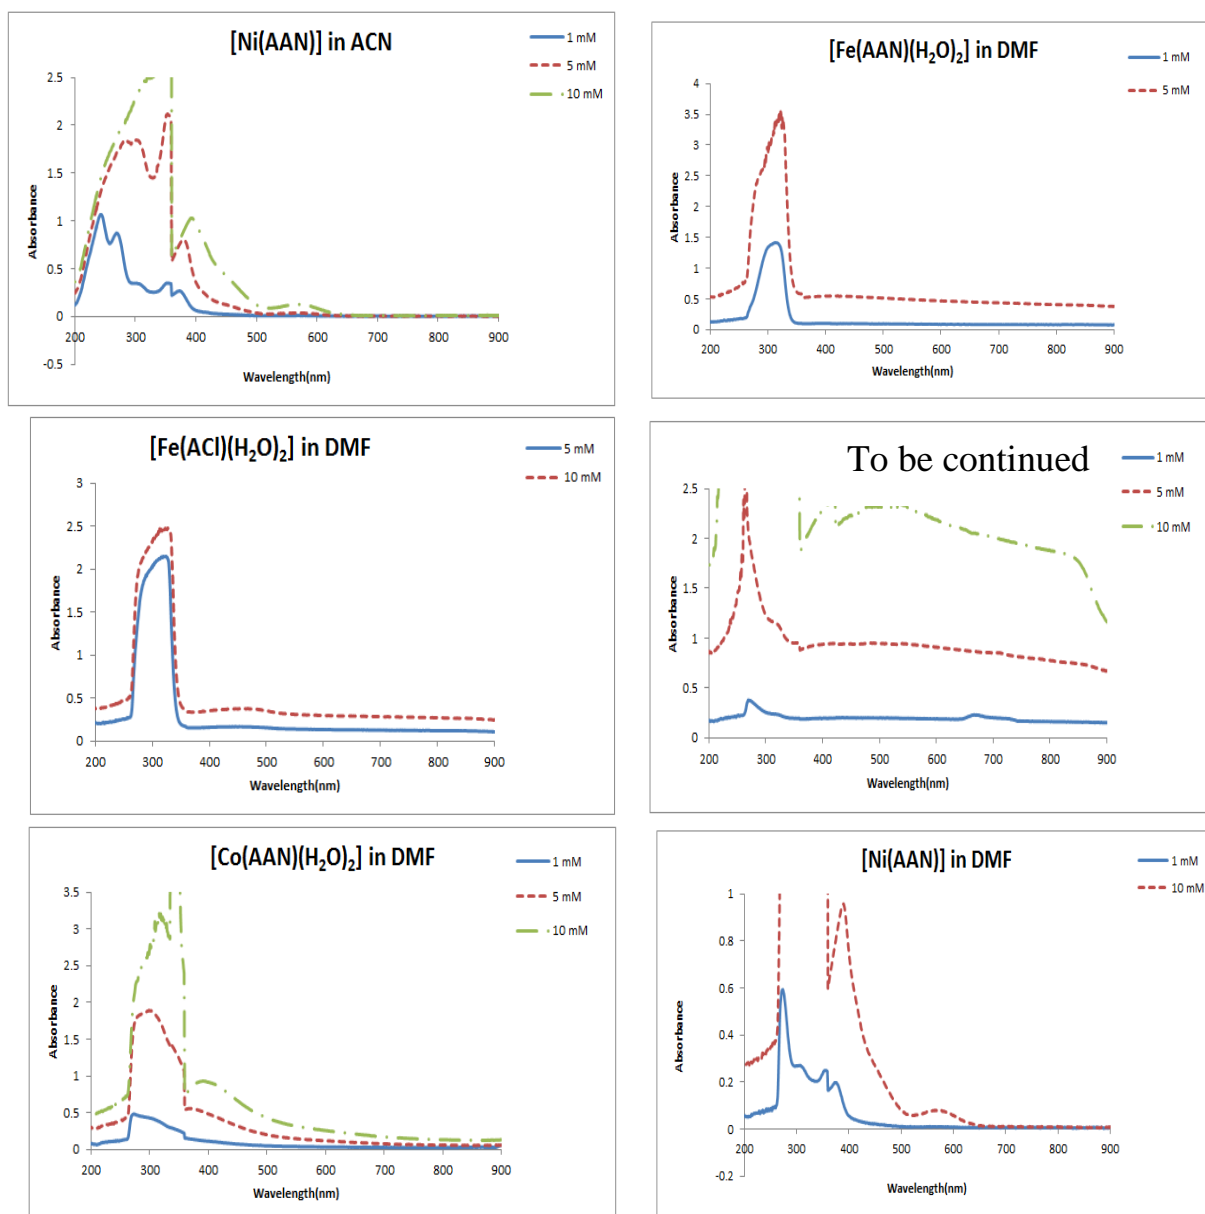 [Ni(AAN)] in ACN
1 mM
5 mM
10 mM
2.5
2
1.5
1
0.5
0
-0.5
200 300 400 500 600 700 800 900
Absorbance
Wavelength(nm)
[Fe(AAN)(H₂O)₂] in DMF
1 mM
5 mM
4
3.5
3
2.5
2
1.5
1
0.5
0
200 300 400 500 600 700 800 900
Absorbance
Wavelength(nm)
[Fe(ACl)(H₂O)₂] in DMF
5 mM
10 mM
3
2.5
2
1.5
1
0.5
0
200 300 400 500 600 700 800 900
Absorbance
Wavelength(nm)
To be continued
1 mM
5 mM
10 mM
2.5
2
1.5
1
0.5
0
200 300 400 500 600 700 800 900
Absorbance
Wavelength(nm)
[Co(AAN)(H₂O)₂] in DMF
1 mM
5 mM
10 mM
3.5
3
2.5
2
1.5
1
0.5
0
200 300 400 500 600 700 800 900
Absorbance
Wavelength(nm)
[Ni(AAN)] in DMF
1 mM
10 mM
1
0.8
0.6
0.4
0.2
0
-0.2
200 300 400 500 600 700 800 900
Absorbance
Wavelength(nm)